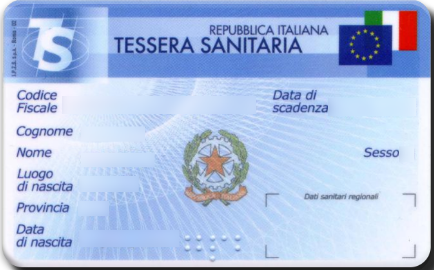 TS
REPUBBLICA ITALIANA
TESSERA SANITARIA
Codice
Fiscale
Data di
scadenza
Cognome
Nome
Sesso
Luogo
di nascita
Dati sanitari regionali
Provincia
Data
di nascita